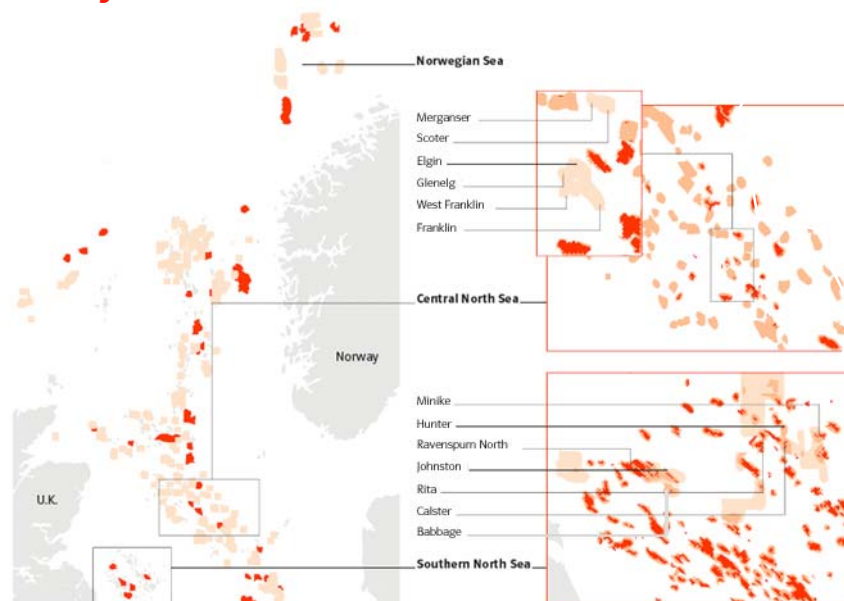 Norwegian Sea
Merganser
Scoter
Elgin
Glenelg
West Franklin
Franklin
Central North Sea
Norway
Minike
Hunter
Ravenspurn North
Johnston
Rita
Calster
Babbage
U.K.
Southern North Sea